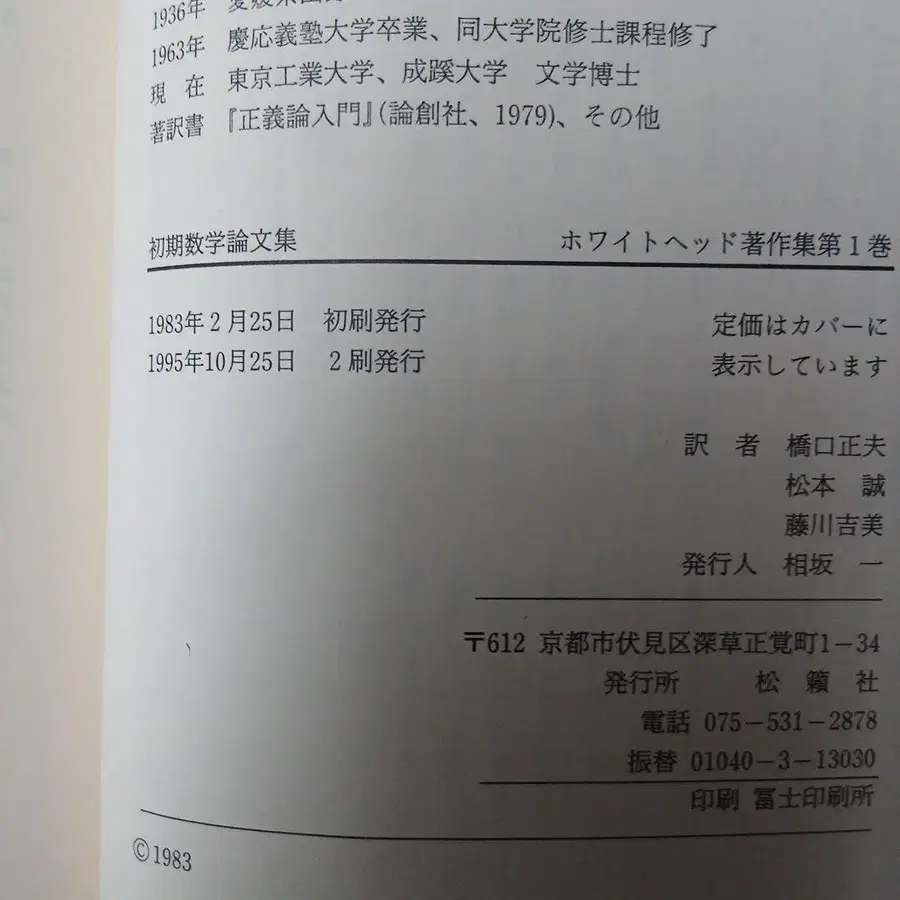 1936年 愛媛県
1963年 慶応義塾大学卒業、同大学院修士課程修了
現 在 東京工業大学、成蹊大学 文学博士
著訳書 『正義論入門』(論創社、1979)、その他
初期数学論文集 ホワイトヘッド著作集第1巻
1983年2月25日 初刷発行 定価はカバーに
1995年10月25日 2刷発行 表示しています
訳 者 橋口正夫
松本 誠
藤川吉美
発行人 相坂 一
〒612 京都市伏見区深草正覚町1-34
発行所 松籟社
電話 075-531-2878
振替 01040-3-13030
印刷 冨士印刷所
©1983